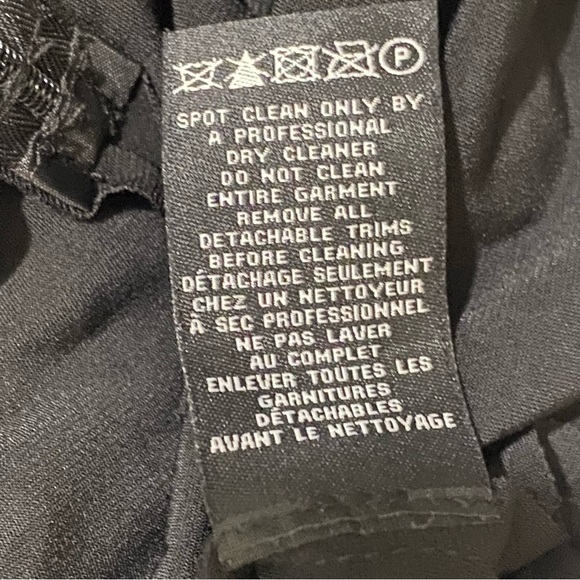 P
SPOT CLEAN ONLY BY
A PROFESSIONAL
DRY CLEANER
DO NOT CLEAN
ENTIRE GARMENT
REMOVE ALL
DETACHABLE TRIMS
BEFORE CLEANING.
DÉTACHAGE SEULEMENT
CHEZ UN NETTOYEUR
À SEC PROFESSIONNEL
NE PAS LAVER
AU COMPLET
ENLEVER TOUTES LES
GARNITURES
DÉTACHABLES
AVANT LE NETTOYAGE